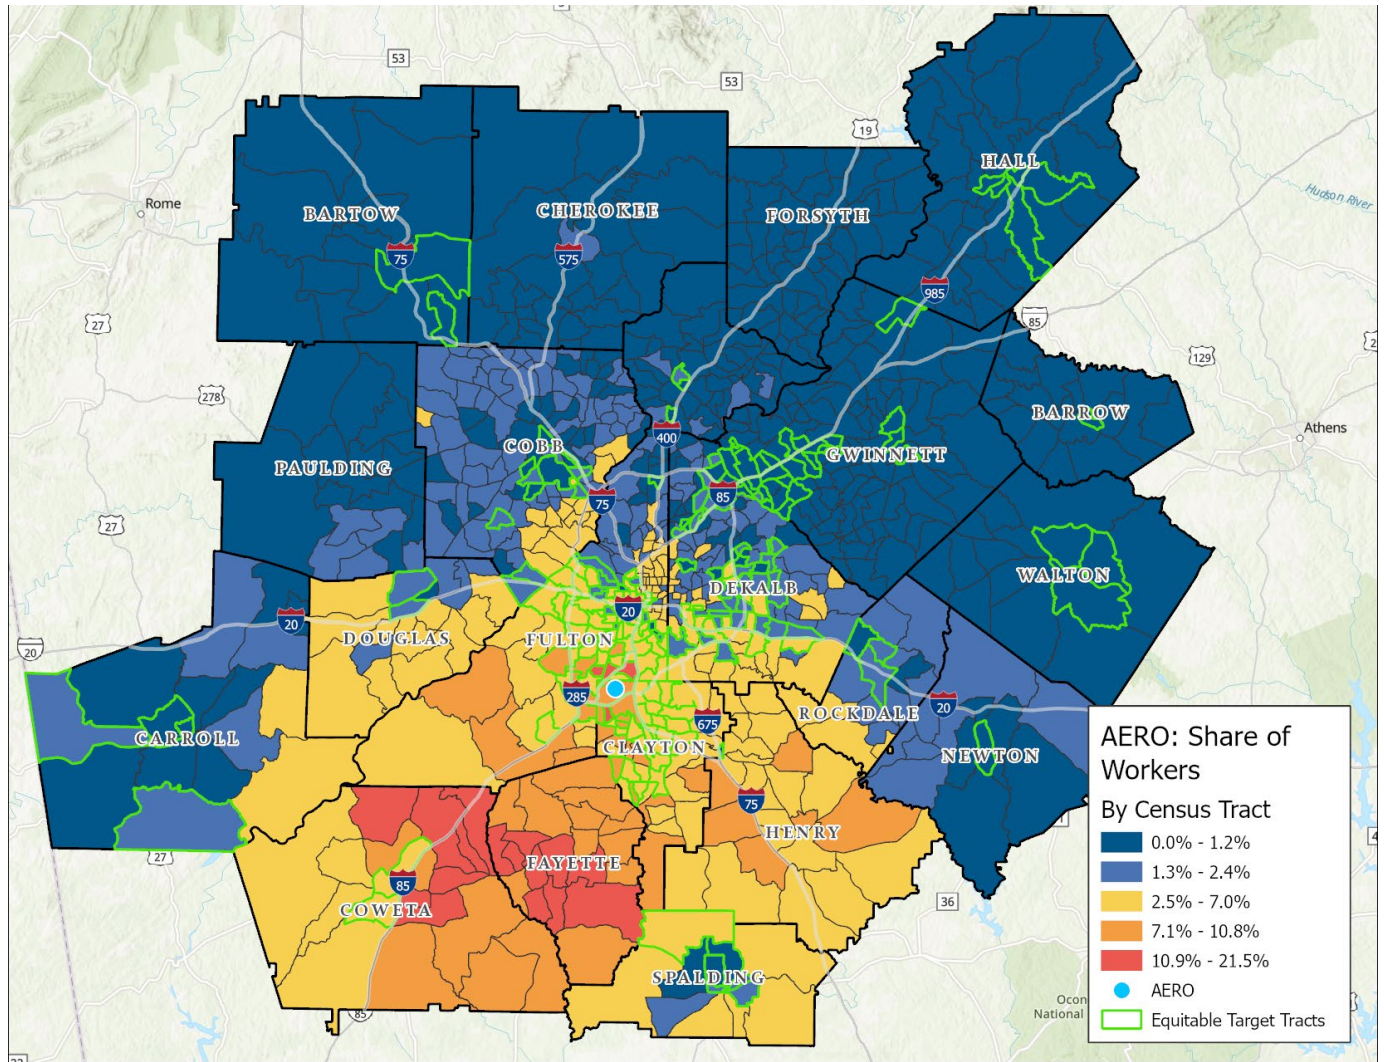 53
53
19
HALL
Hudson River
Rome
BARTOW
CHEROKEE
FORSYTH
75
575
985
27
85
129
278
BARROW
400
Athens
COBB
GWINNETT
PAULDING
75
85
27
WALTON
DEKALB
20
20
20
DOUGLAS
FULTON
285
675
ROCKDALE
20
CARROLL
CLAYTON
NEWTON
75
HENRY
27
FAYETTE
85
COWETA
36
SPALDING
85
Ocon
National
AERO: Share of
Workers
By Census Tract
0.0% - 1.2%
1.3% - 2.4%
2.5% - 7.0%
7.1% - 10.8%
10.9% - 21.5%
AERO
Equitable Target Tracts